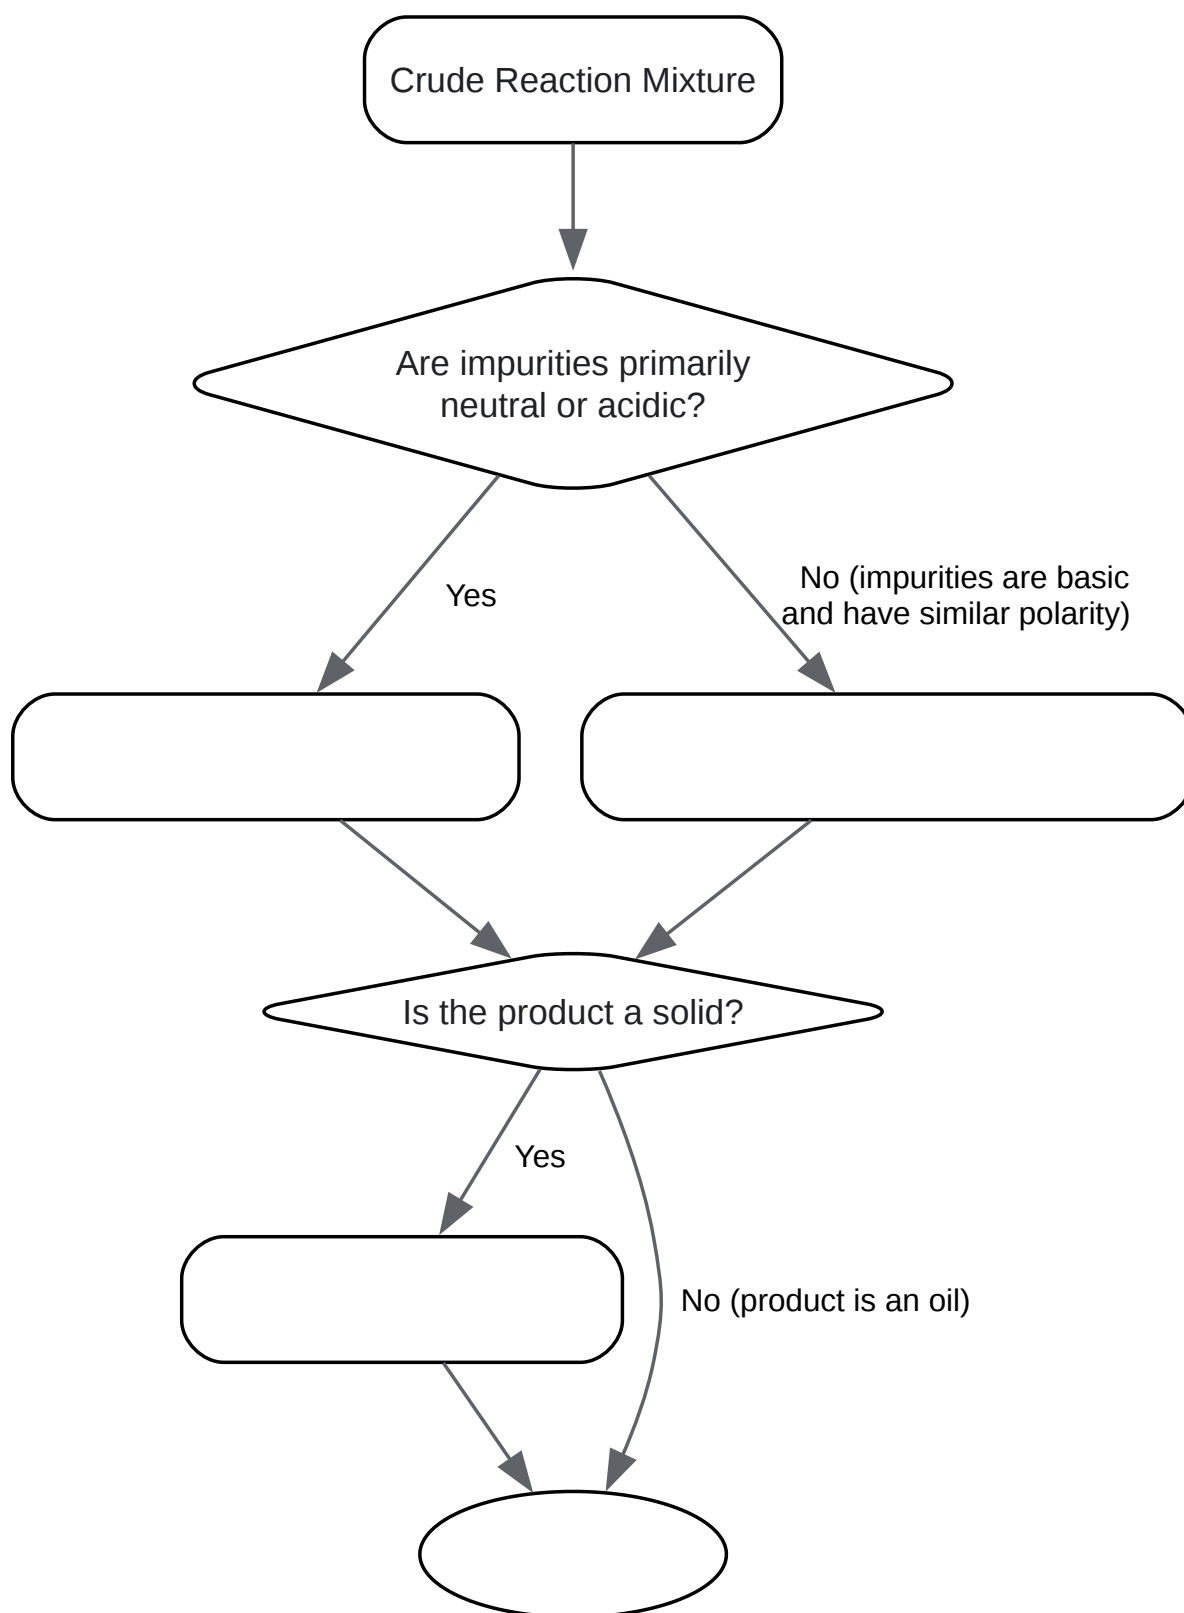 Crude Reaction Mixture
Are impurities primarily
neutral or acidic?
Yes
No (impurities are basic
and have similar polarity)
Is the product a solid?
Yes
No (product is an oil)